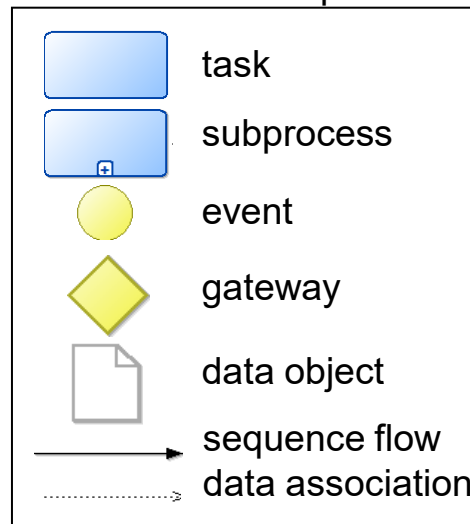 task
subprocess
event
gateway
data object
sequence flow
data association